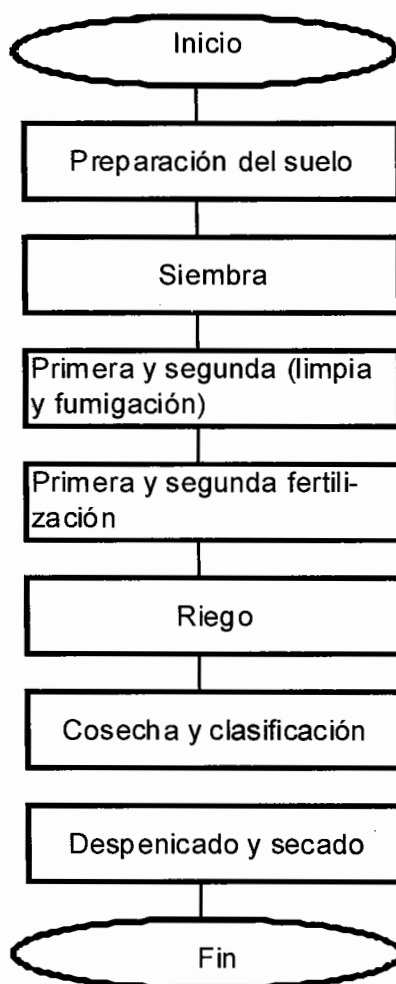 Inicio
Preparación del suelo
Siembra
Primera y segunda (limpia
y fumigación)
Primera y segunda fertili-
zación
Riego
Cosecha y clasificación
Despenicado y secado
Fin